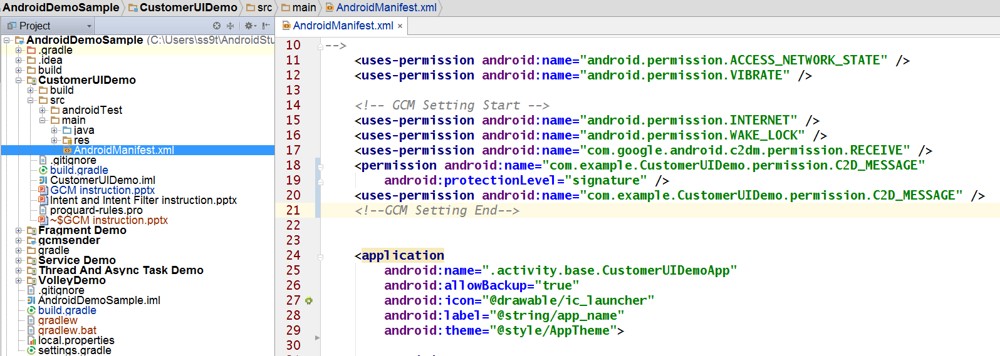 AndroidDemoSample CustomerUIDemo src main AndroidManifest.xml
Project
AndroidManifest.xml ×
AndroidDemoSample (C:\Users\ss9t\AndroidStu
.gradle
.idea
build
CustomerUIDemo
build
src
androidTest
main
java
res
AndroidManifest.xml
.gitignore
build.gradle
CustomerUIDemo.iml
GCM instruction.pptx
Intent and Intent Filter instruction.pptx
proguard-rules.pro
~$GCM instruction.pptx
Fragment Demo
gcmsender
gradle
Service Demo
Thread And Async Task Demo
VolleyDemo
.gitignore
AndroidDemoSample.iml
build.gradle
gradlew
gradlew.bat
local.properties
settings.gradle
10 -->
11 <uses-permission android:name="android.permission.ACCESS_NETWORK_STATE" />
12 <uses-permission android:name="android.permission.VIBRATE" />
13
14 <!-- GCM Setting Start -->
15 <uses-permission android:name="android.permission.INTERNET" />
16 <uses-permission android:name="android.permission.WAKE_LOCK" />
17 <uses-permission android:name="com.google.android.c2dm.permission.RECEIVE" />
18 <permission android:name="com.example.CustomerUIDemo.permission.C2D_MESSAGE"
19 android:protectionLevel="signature" />
20 <uses-permission android:name="com.example.CustomerUIDemo.permission.C2D_MESSAGE" />
21 <!--GCM Setting End-->
22
23
24 <application
25 android:name=".activity.base.CustomerUIDemoApp"
26 android:allowBackup="true"
27 android:icon="@drawable/ic_launcher"
28 android:label="@string/app_name"
29 android:theme="@style/AppTheme">
30